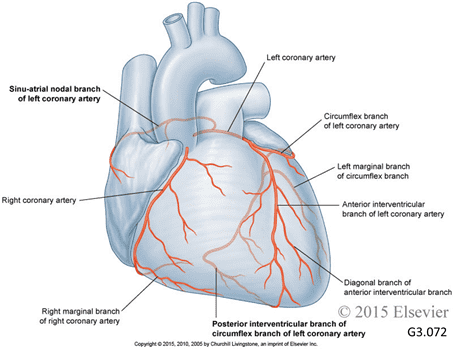 Left coronary artery
Sinu-atrial nodal branch
of left coronary artery
Circumflex branch
of left coronary artery
Left marginal branch
of circumflex branch
Right coronary artery
Anterior interventricular
branch of left coronary artery
Diagonal branch of
anterior interventricular branch
Right marginal branch
of right coronary artery
Posterior interventricular branch of
circumflex branch of left coronary artery
© 2015 Elsevier
G3.072
Copyright © 2015, 2010, 2005 by Churchill Livingstone, an imprint of Elsevier Inc.